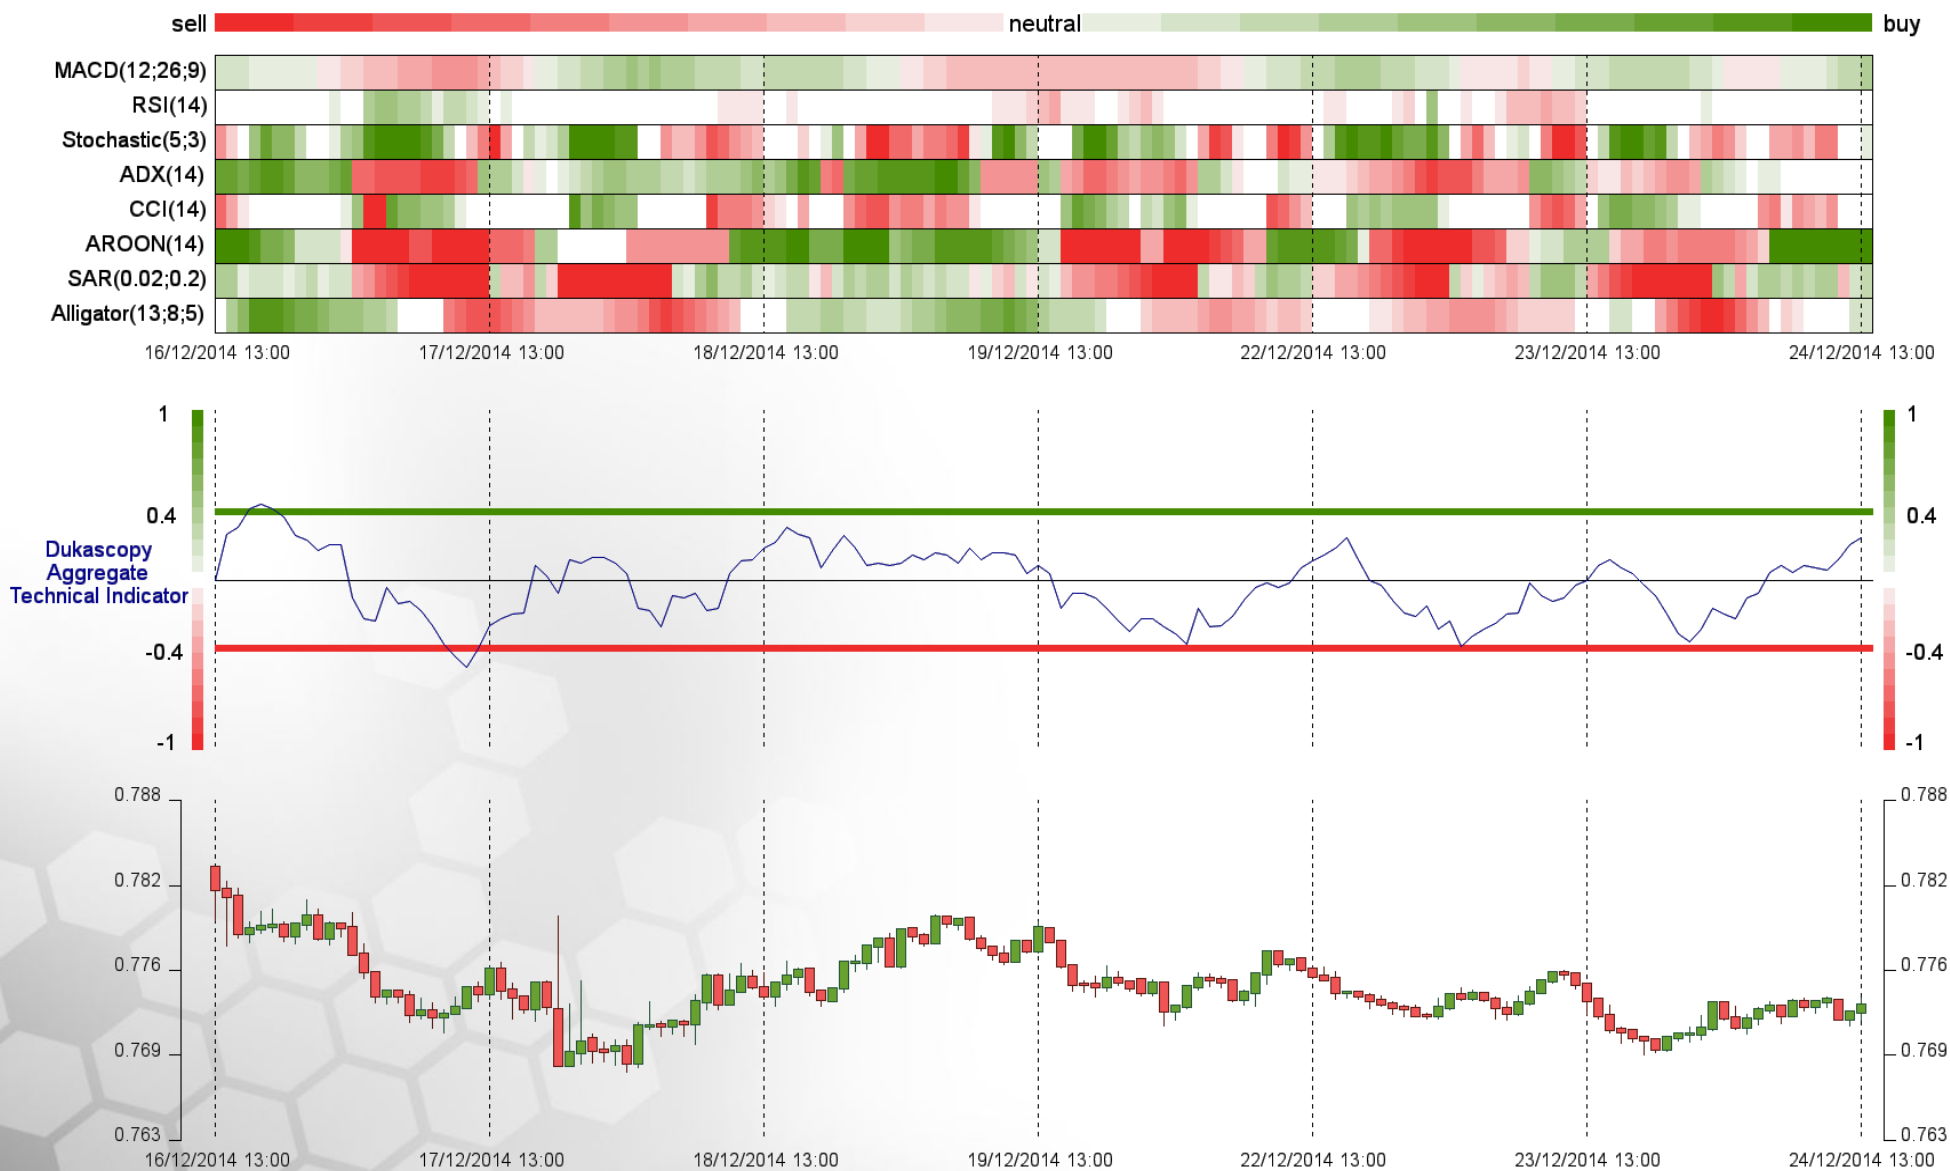 sell neutral buy
MACD(12;26;9)
RSI(14)
Stochastic(5;3)
ADX(14)
CCI(14)
AROON(14)
SAR(0.02;0.2)
Alligator(13;8;5)
16/12/2014 13:00 17/12/2014 13:00 18/12/2014 13:00 19/12/2014 13:00 22/12/2014 13:00 23/12/2014 13:00 24/12/2014 13:00
1 1
0.4 0.4
Dukascopy
Aggregate
Technical Indicator
-0.4 -0.4
-1 -1
0.788 0.788
0.782 0.782
0.776 0.776
0.769 0.769
0.763 0.763
16/12/2014 13:00 17/12/2014 13:00 18/12/2014 13:00 19/12/2014 13:00 22/12/2014 13:00 23/12/2014 13:00 24/12/2014 13:00